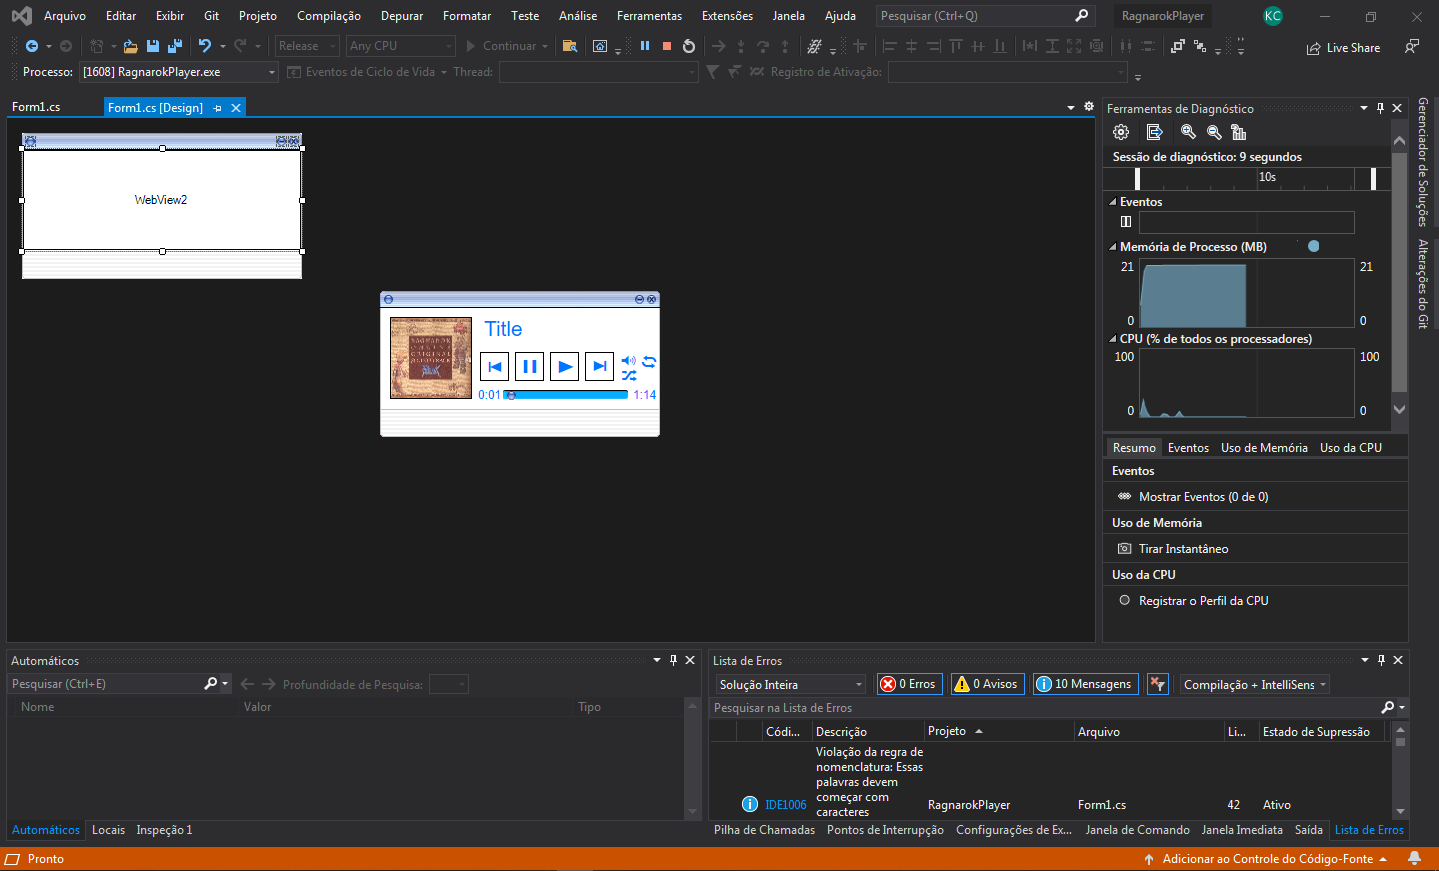 Arquivo Editar Exibir Git Projeto Compilação Depurar Formatar Teste Análise Ferramentas Extensões Janela Ajuda Pesquisar (Ctrl+Q) RagnarokPlayer KC
Release Any CPU Continuar Live Share
Processo: [1608] RagnarokPlayer.exe Eventos de Ciclo de Vida Thread: Registro de Ativação:
Form1.cs Form1.cs [Design]
WebView2
Title
0:01 1:14
RAGNAROK
ORIGINAL
Ferramentas de Diagnóstico
Sessão de diagnóstico: 9 segundos
10s
Eventos
Memória de Processo (MB)
21 21
0 0
CPU (% de todos os processadores)
100 100
0 0
Resumo Eventos Uso de Memória Uso da CPU
Eventos
Mostrar Eventos (0 de 0)
Uso de Memória
Tirar Instantâneo
Uso da CPU
Registrar o Perfil da CPU
Gerenciador de Soluções
Alterações do Git
Automáticos
Pesquisar (Ctrl+E) Profundidade de Pesquisa:
Nome Valor Tipo
Automáticos Locais Inspeção 1
Lista de Erros
Solução Inteira 0 Erros 0 Avisos 10 Mensagens Compilação + IntelliSens
Pesquisar na Lista de Erros
Códi... Descrição Projeto Arquivo Li... Estado de Supressão
Violação da regra de
nomenclatura: Essas
palavras devem
começar com
IDE1006 caracteres RagnarokPlayer Form1.cs 42 Ativo
Pilha de Chamadas Pontos de Interrupção Configurações de Ex... Janela de Comando Janela Imediata Saída Lista de Erros
Pronto Adicionar ao Controle do Código-Fonte